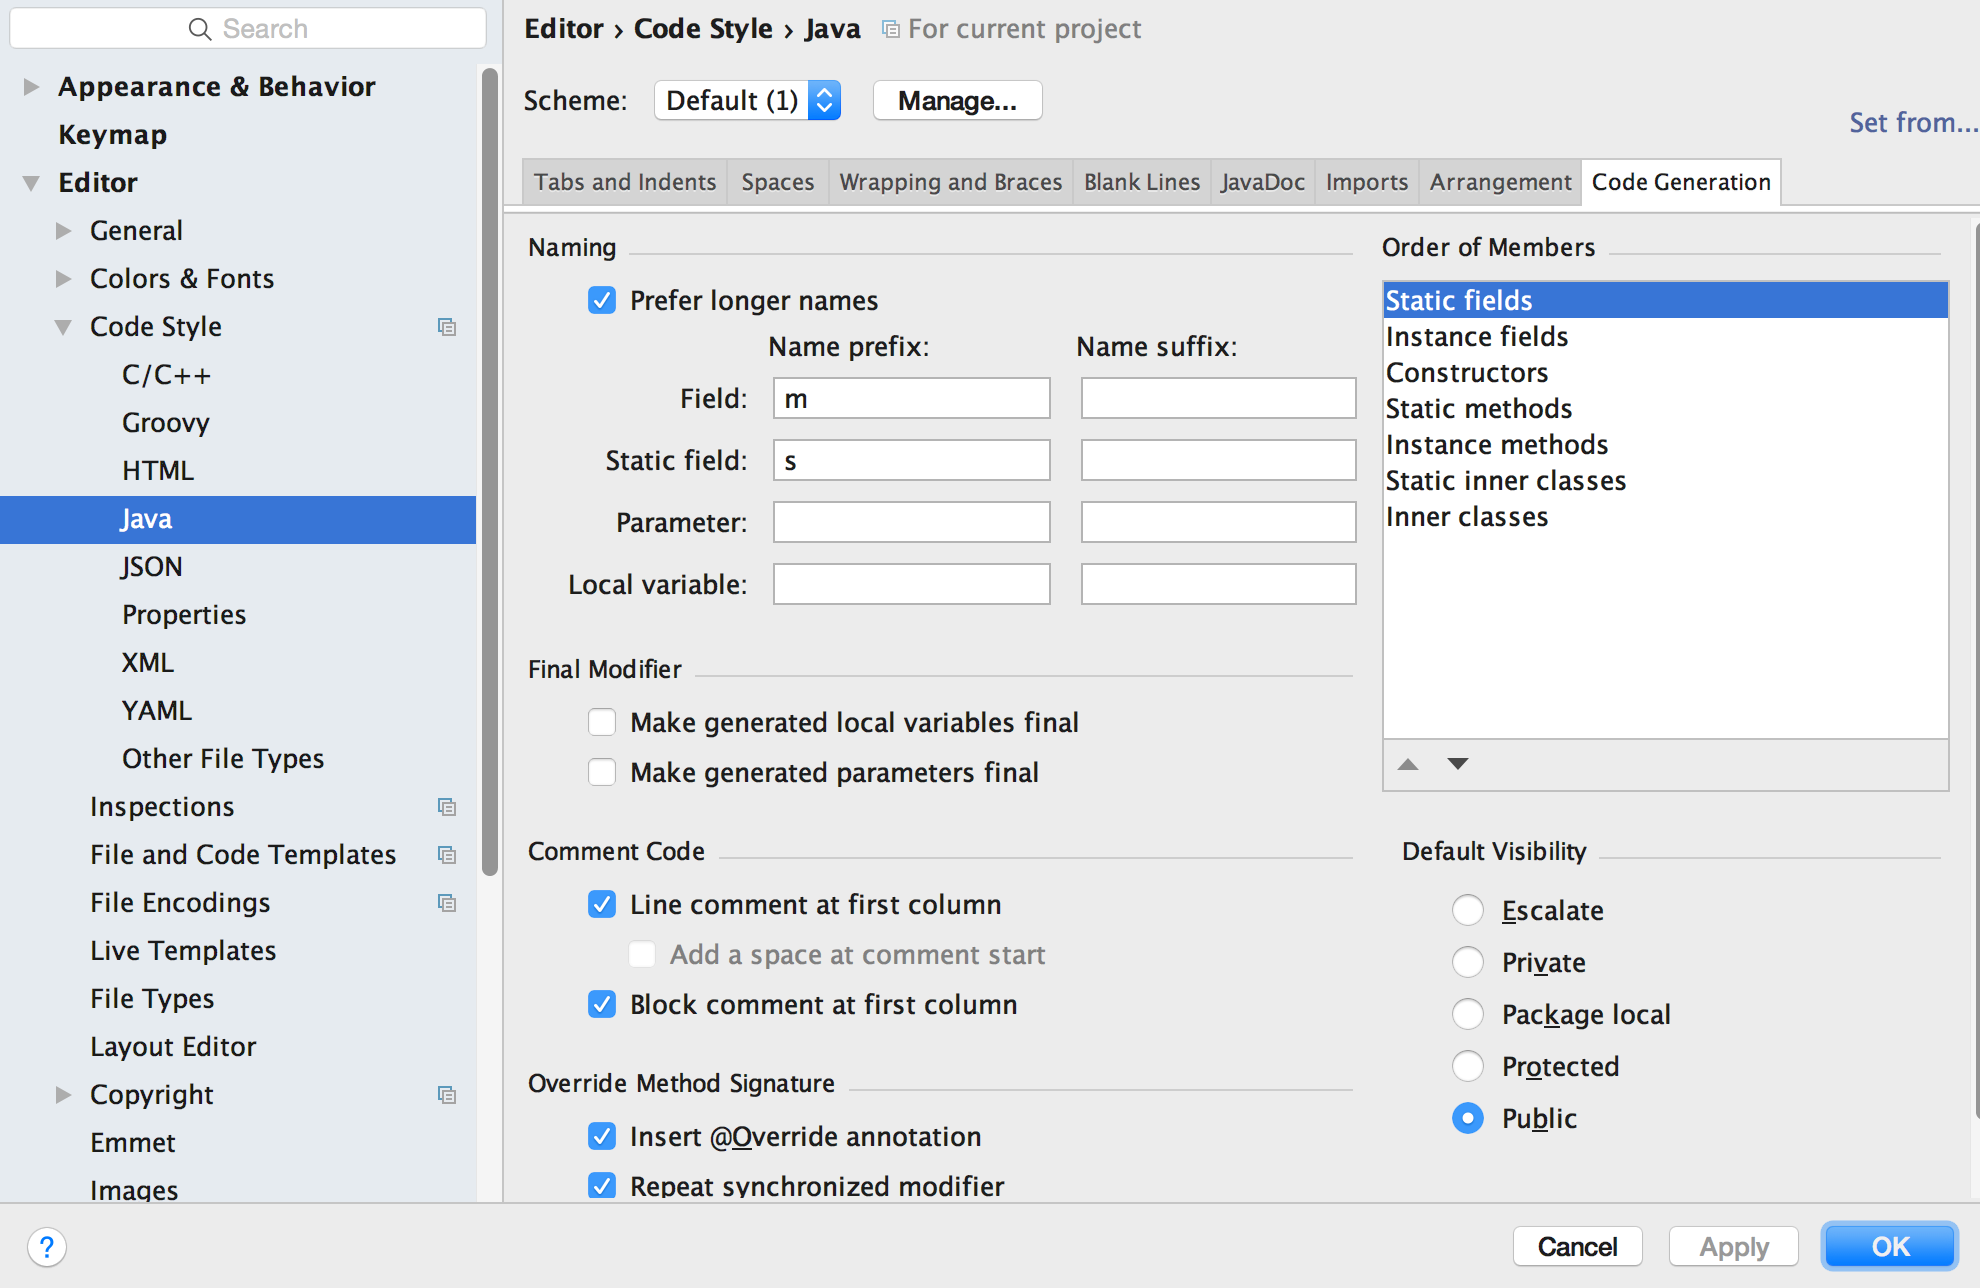 Search
Appearance & Behavior
Keymap
Editor
General
Colors & Fonts
Code Style
C/C++
Groovy
HTML
Java
JSON
Properties
XML
YAML
Other File Types
Inspections
File and Code Templates
File Encodings
Live Templates
File Types
Layout Editor
Copyright
Emmet
Images
?
Editor › Code Style › Java For current project
Scheme: Default (1) Manage...
Set from...
Tabs and Indents Spaces Wrapping and Braces Blank Lines JavaDoc Imports Arrangement Code Generation
Naming
Prefer longer names
Name prefix: Name suffix:
Field: m
Static field: s
Parameter:
Local variable:
Final Modifier
Make generated local variables final
Make generated parameters final
Comment Code
Line comment at first column
Add a space at comment start
Block comment at first column
Override Method Signature
Insert @Override annotation
Repeat synchronized modifier
Order of Members
Static fields
Instance fields
Constructors
Static methods
Instance methods
Static inner classes
Inner classes
Default Visibility
Escalate
Private
Package local
Protected
Public
Cancel Apply OK